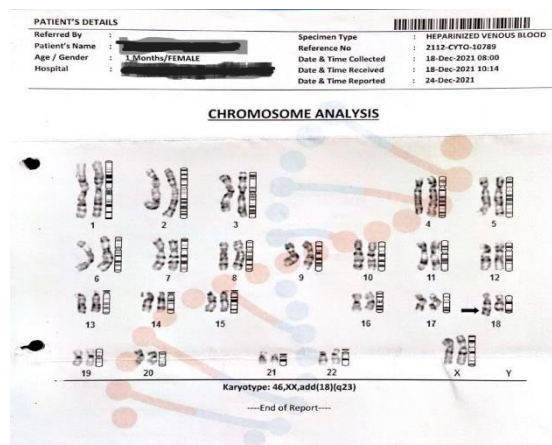 PATIENT'S DETAILS
Referred By :
Patient's Name :
Age / Gender : 1 Months/FEMALE
Hospital :
Specimen Type : HEPARINIZED VENOUS BLOOD
Reference No : 2112-CYTO-10789
Date & Time Collected : 18-Dec-2021 08:00
Date & Time Received : 18-Dec-2021 10:14
Date & Time Reported : 24-Dec-2021
CHROMOSOME ANALYSIS
1 2 3 4 5
6 7 8 9 10 11 12
13 14 15 16 17 18
19 20 21 22 X Y
Karyotype: 46,XX,add(18)(q23)
----End of Report----